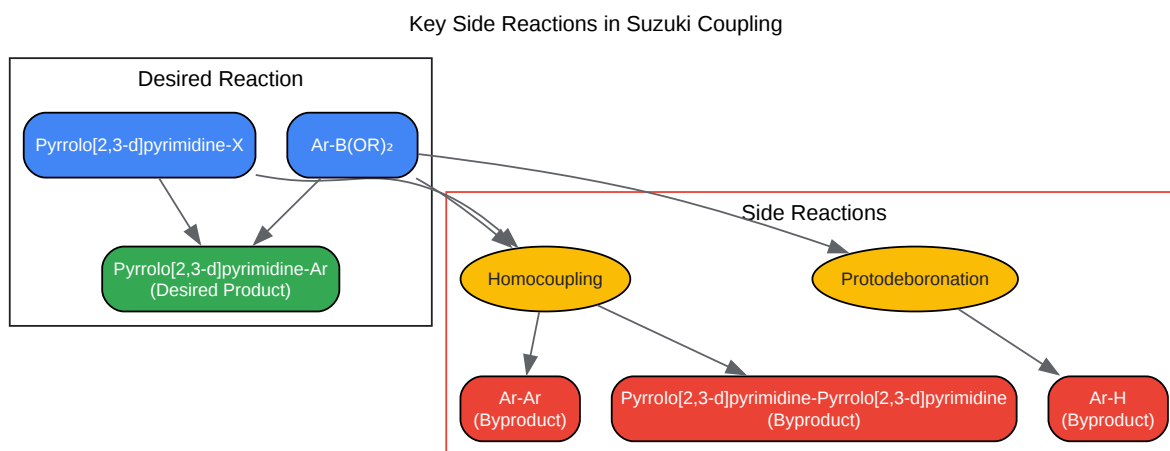 Key Side Reactions in Suzuki Coupling
Desired Reaction
Pyrrolo[2,3-d]pyrimidine-X
Ar-B(OR)₂
Side Reactions
Pyrrolo[2,3-d]pyrimidine-Ar
(Desired Product)
Homocoupling
Protodeboronation
Ar-Ar
(Byproduct)
Pyrrolo[2,3-d]pyrimidine-Pyrrolo[2,3-d]pyrimidine
(Byproduct)
Ar-H
(Byproduct)